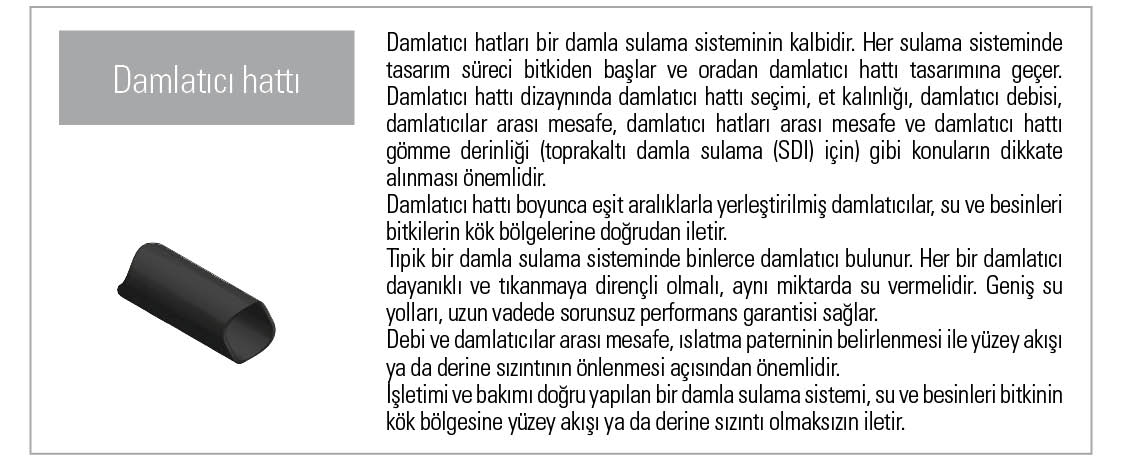 Damlatıcı hattı
Damlatıcı hatları bir damla sulama sisteminin kalbidir. Her sulama sisteminde
tasarım süreci bitkiden başlar ve oradan damlatıcı hattı tasarımına geçer.
Damlatıcı hattı dizaynında damlatıcı hattı seçimi, et kalınlığı, damlatıcı debisi,
damlatıcılar arası mesafe, damlatıcı hatları arası mesafe ve damlatıcı hattı
gömme derinliği (toprakaltı damla sulama (SDI) için) gibi konuların dikkate
alınması önemlidir.
Damlatıcı hattı boyunca eşit aralıklarla yerleştirilmiş damlatıcılar, su ve besinleri
bitkilerin kök bölgelerine doğrudan iletir.
Tipik bir damla sulama sisteminde binlerce damlatıcı bulunur. Her bir damlatıcı
dayanıklı ve tıkanmaya dirençli olmalı, aynı miktarda su vermelidir. Geniş su
yolları, uzun vadede sorunsuz performans garantisi sağlar.
Debi ve damlatıcılar arası mesafe, ıslatma paterninin belirlenmesi ile yüzey akışı
ya da derine sızıntının önlenmesi açısından önemlidir.
İşletimi ve bakımı doğru yapılan bir damla sulama sistemi, su ve besinleri bitkinin
kök bölgesine yüzey akışı ya da derine sızıntı olmaksızın iletir.